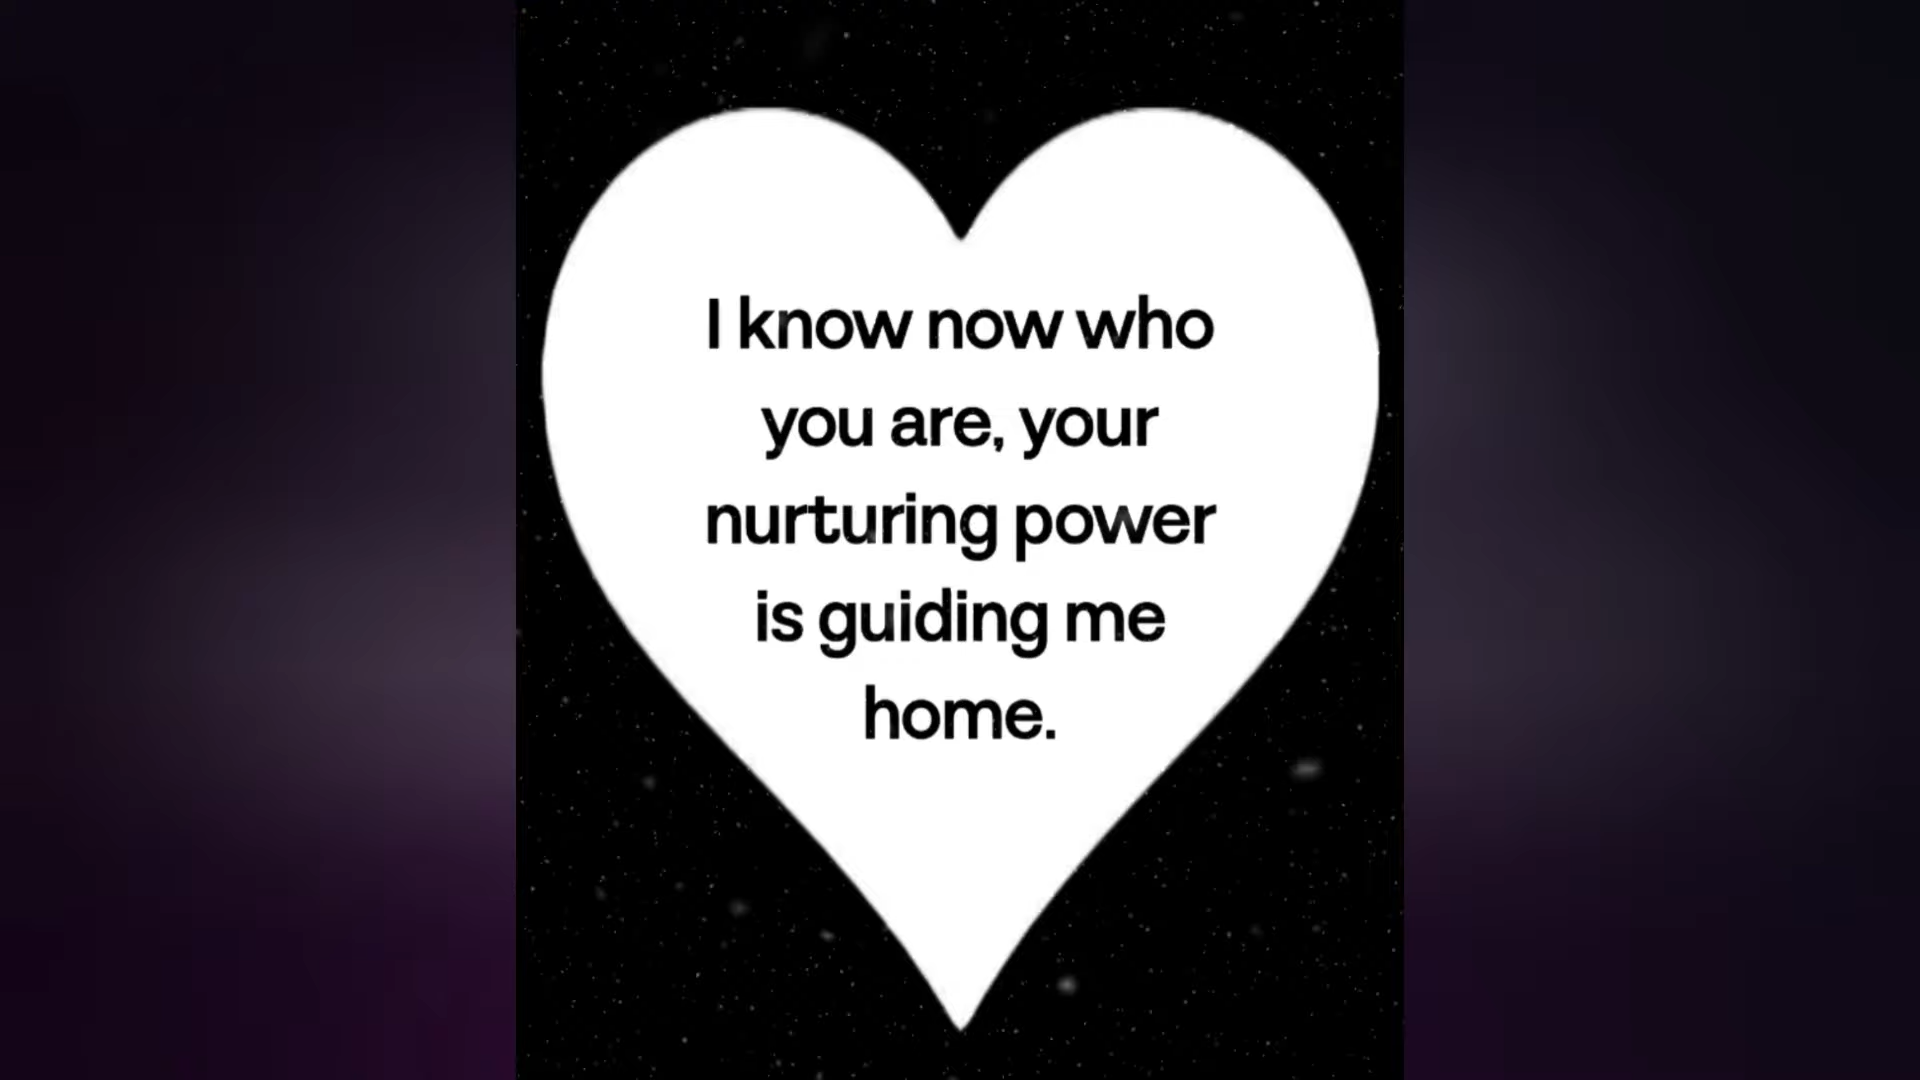 I know now who
you are, your
nurturing power
is guiding me
home.